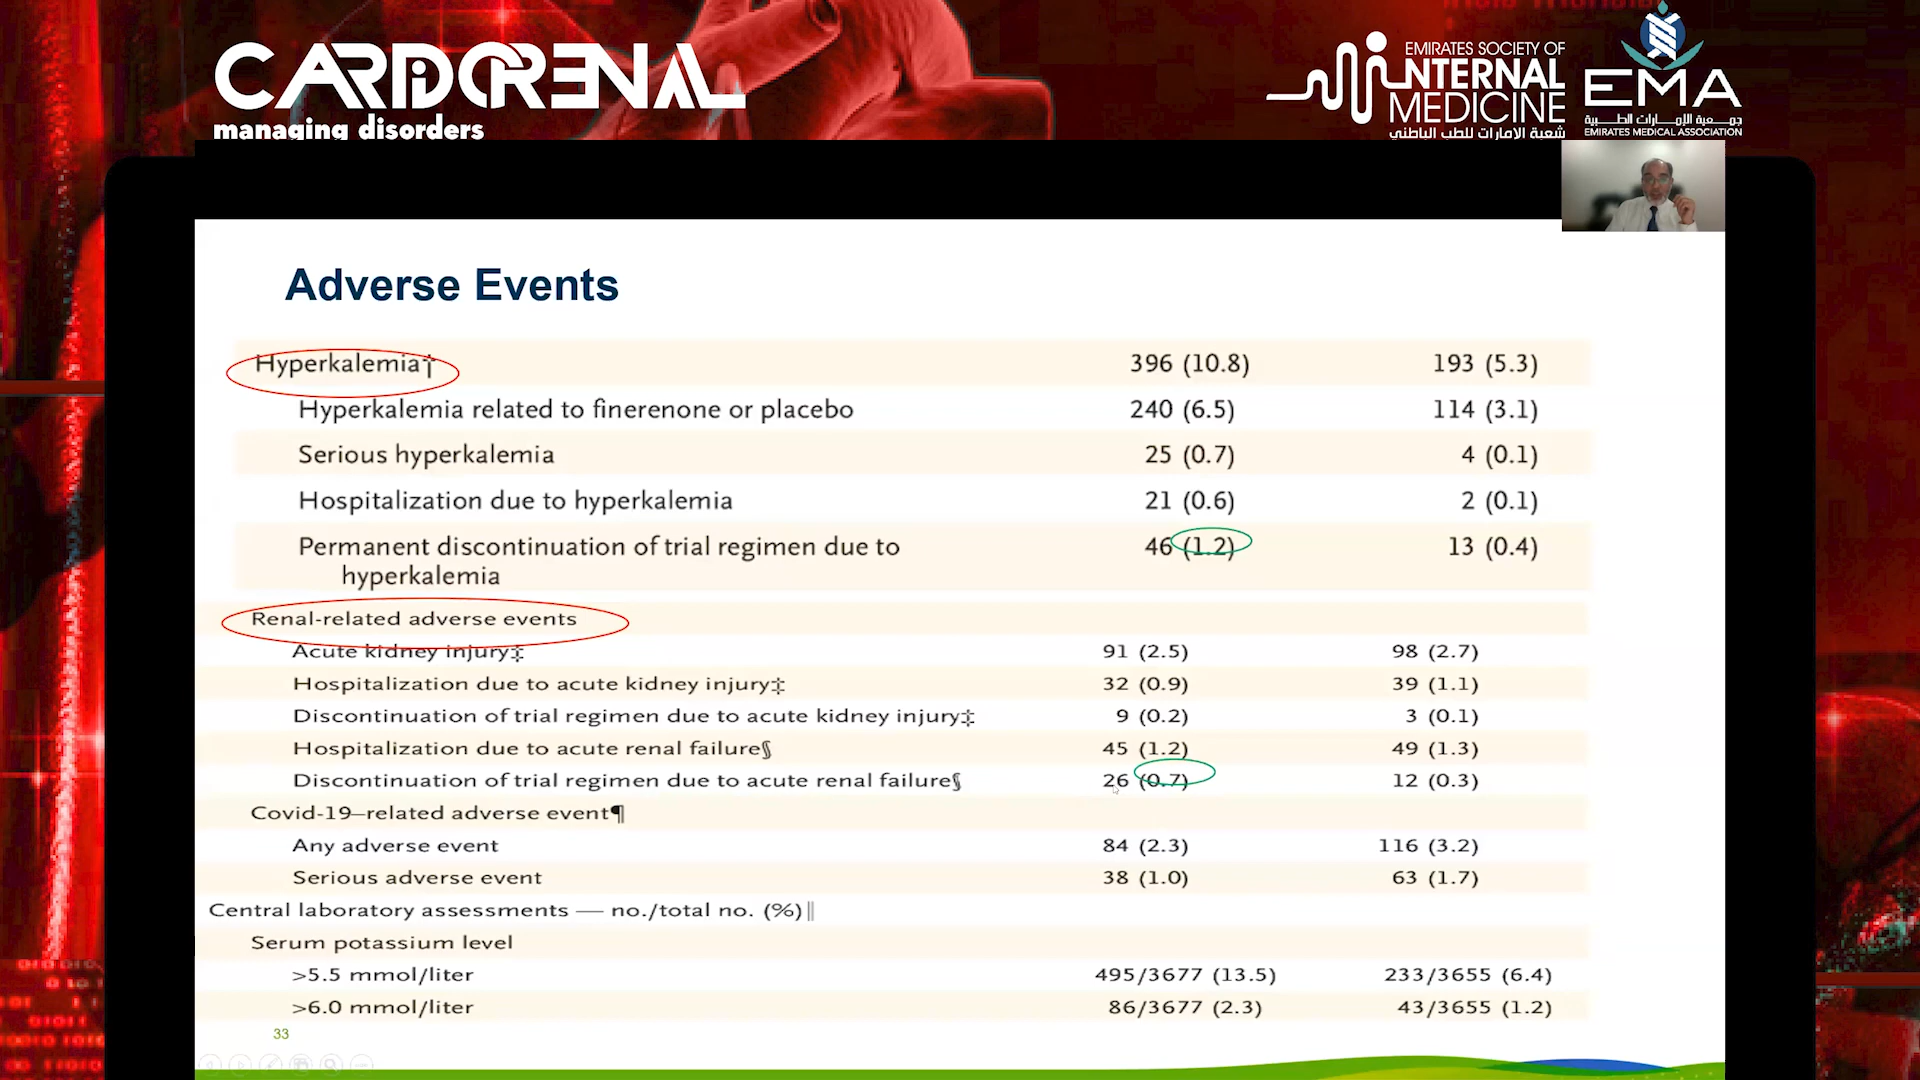 CARDIORENAL
managing disorders
EMIRATES SOCIETY OF
INTERNAL
MEDICINE
شعبة الإمارات للطب الباطني
EMA
جمعية الإمارات الطبية
EMIRATES MEDICAL ASSOCIATION
Adverse Events
Hyperkalemia† 396 (10.8) 193 (5.3)
Hyperkalemia related to finerenone or placebo 240 (6.5) 114 (3.1)
Serious hyperkalemia 25 (0.7) 4 (0.1)
Hospitalization due to hyperkalemia 21 (0.6) 2 (0.1)
Permanent discontinuation of trial regimen due to 46 (1.2) 13 (0.4)
hyperkalemia
Renal-related adverse events
Acute kidney injury‡ 91 (2.5) 98 (2.7)
Hospitalization due to acute kidney injury‡ 32 (0.9) 39 (1.1)
Discontinuation of trial regimen due to acute kidney injury‡ 9 (0.2) 3 (0.1)
Hospitalization due to acute renal failure§ 45 (1.2) 49 (1.3)
Discontinuation of trial regimen due to acute renal failure§ 26 (0.7) 12 (0.3)
Covid-19–related adverse event¶
Any adverse event 84 (2.3) 116 (3.2)
Serious adverse event 38 (1.0) 63 (1.7)
Central laboratory assessments — no./total no. (%)‖
Serum potassium level
>5.5 mmol/liter 495/3677 (13.5) 233/3655 (6.4)
>6.0 mmol/liter 86/3677 (2.3) 43/3655 (1.2)
33